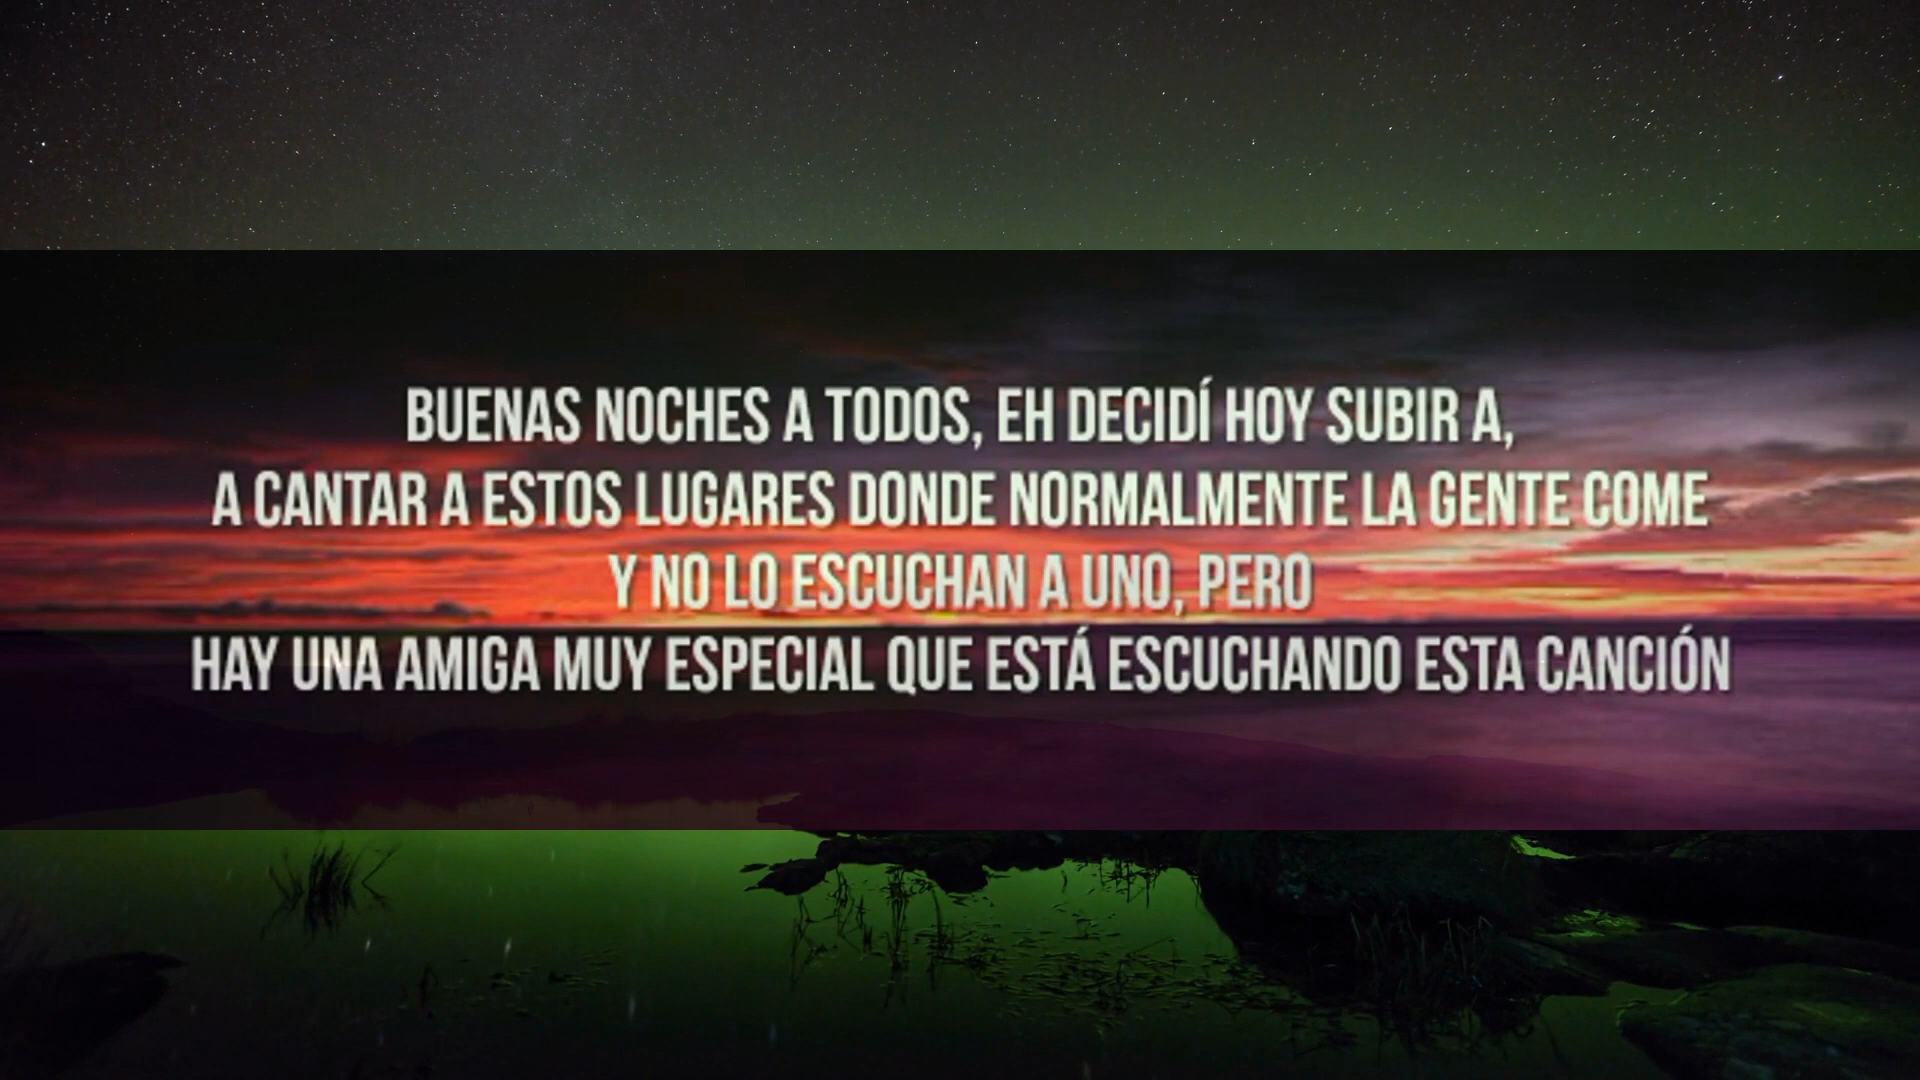 BUENAS NOCHES A TODOS, EH DECIDÍ HOY SUBIR A,
A CANTAR A ESTOS LUGARES DONDE NORMALMENTE LA GENTE COME
Y NO LO ESCUCHAN A UNO, PERO
HAY UNA AMIGA MUY ESPECIAL QUE ESTÁ ESCUCHANDO ESTA CANCIÓN